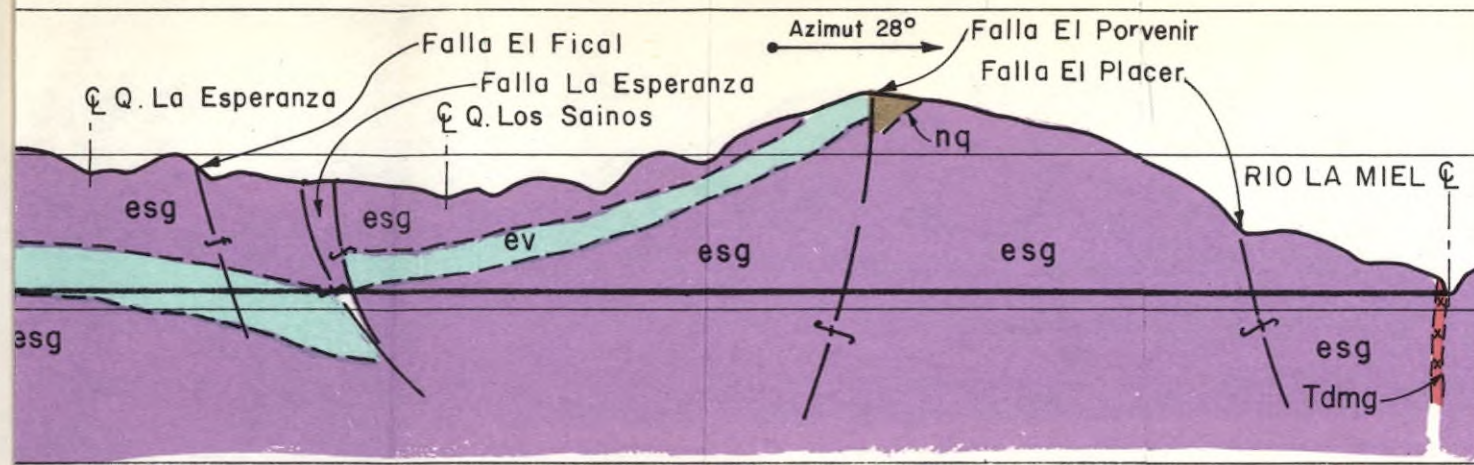 Azimut 28°
Falla El Fical
Falla El Porvenir
Falla La Esperanza
Falla El Placer
℄ Q. La Esperanza
℄ Q. Los Sainos
nq
RIO LA MIEL ℄
esg
esg
ev
esg
esg
esg
esg
Tdmg